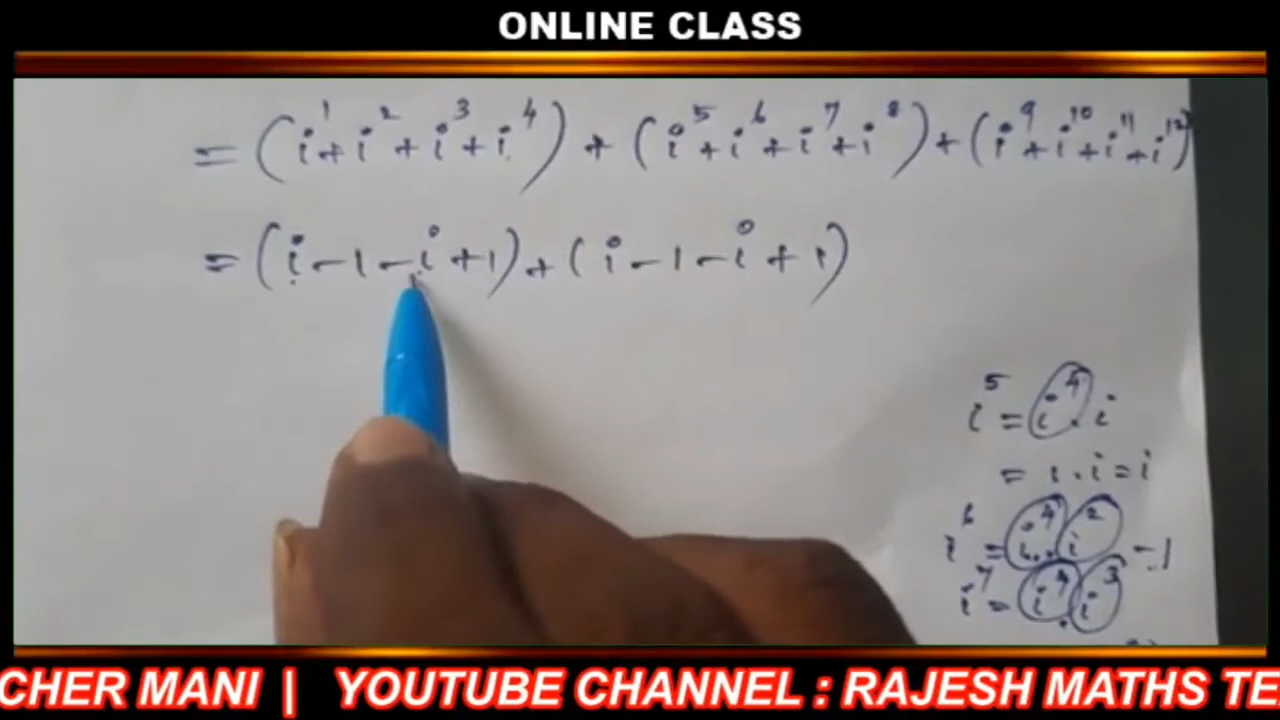 ONLINE CLASS
= (i¹ + i² + i³ + i⁴) + (i⁵ + i⁶ + i⁷ + i⁸) + (i⁹ + i¹⁰ + i¹¹ + i¹²)
= (i - 1 - i + 1) + (i - 1 - i + 1)
i⁵ = i⁴ . i
= 1 . i = i
i⁶ = i⁴ . i² = -1
i⁷ = i⁴ . i³
CHER MANI | YOUTUBE CHANNEL : RAJESH MATHS TE